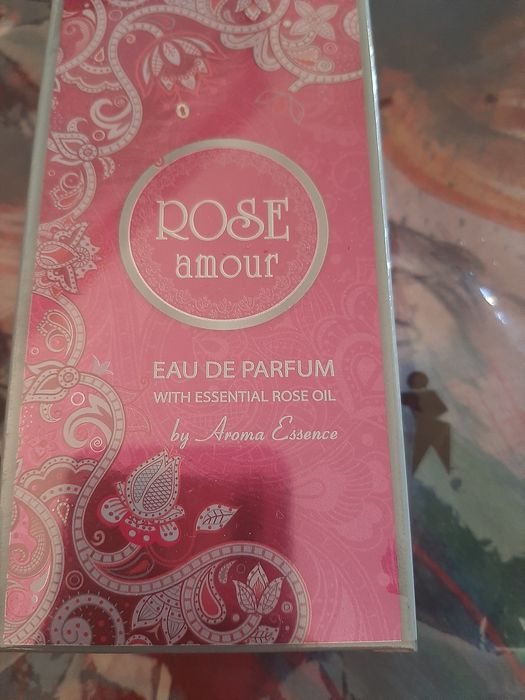 ROSE
amour
EAU DE PARFUM
WITH ESSENTIAL ROSE OIL
by Aroma Essence